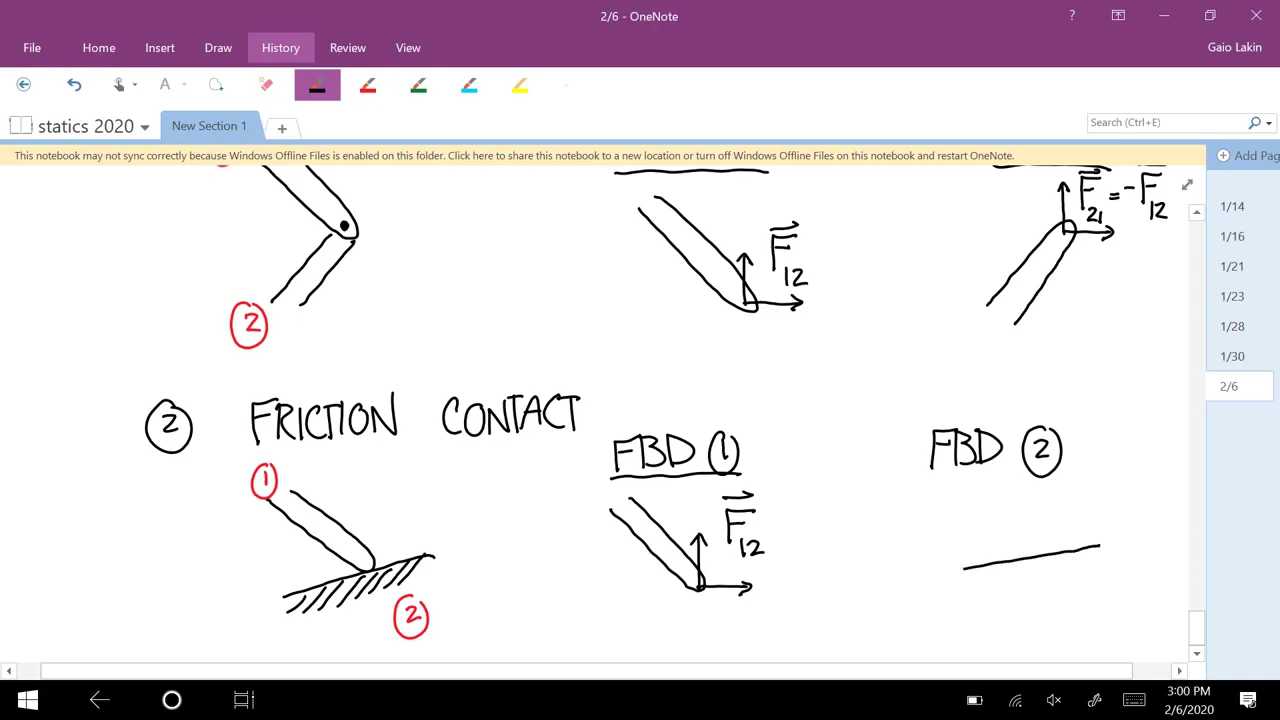 2/6 - OneNote
?
File Home Insert Draw History Review View
Gaio Lakin
A
statics 2020
New Section 1
+
Search (Ctrl+E)
This notebook may not sync correctly because Windows Offline Files is enabled on this folder. Click here to share this notebook to a new location or turn off Windows Offline Files on this notebook and restart OneNote.
Add Pag
1/14
1/16
1/21
1/23
1/28
1/30
2/6
F21 = -F12
F12
2
2 FRICTION CONTACT
FBD 1
FBD 2
1
F12
2
3:00 PM
2/6/2020